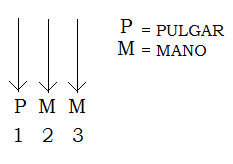 P = PULGAR
M = MANO
P M M
1 2 3